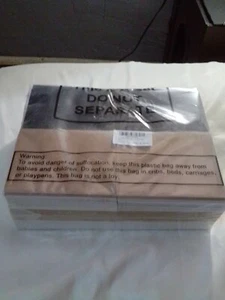 DO NOT
SEPARATE
Warning:
To avoid danger of suffocation, keep this plastic bag away from
babies and children. Do not use this bag in cribs, beds, carriages,
or playpens. This bag is not a toy.